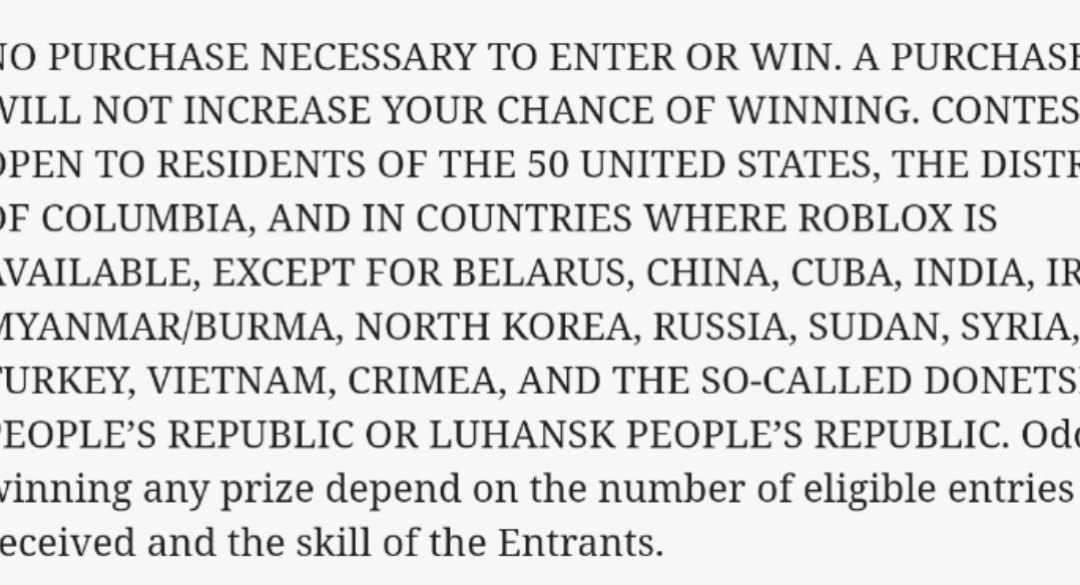 NO PURCHASE NECESSARY TO ENTER OR WIN. A PURCHASE
WILL NOT INCREASE YOUR CHANCE OF WINNING. CONTES
OPEN TO RESIDENTS OF THE 50 UNITED STATES, THE DISTR
OF COLUMBIA, AND IN COUNTRIES WHERE ROBLOX IS
AVAILABLE, EXCEPT FOR BELARUS, CHINA, CUBA, INDIA, IR
MYANMAR/BURMA, NORTH KOREA, RUSSIA, SUDAN, SYRIA,
TURKEY, VIETNAM, CRIMEA, AND THE SO-CALLED DONETS
PEOPLE’S REPUBLIC OR LUHANSK PEOPLE’S REPUBLIC. Odd
winning any prize depend on the number of eligible entries
eceived and the skill of the Entrants.